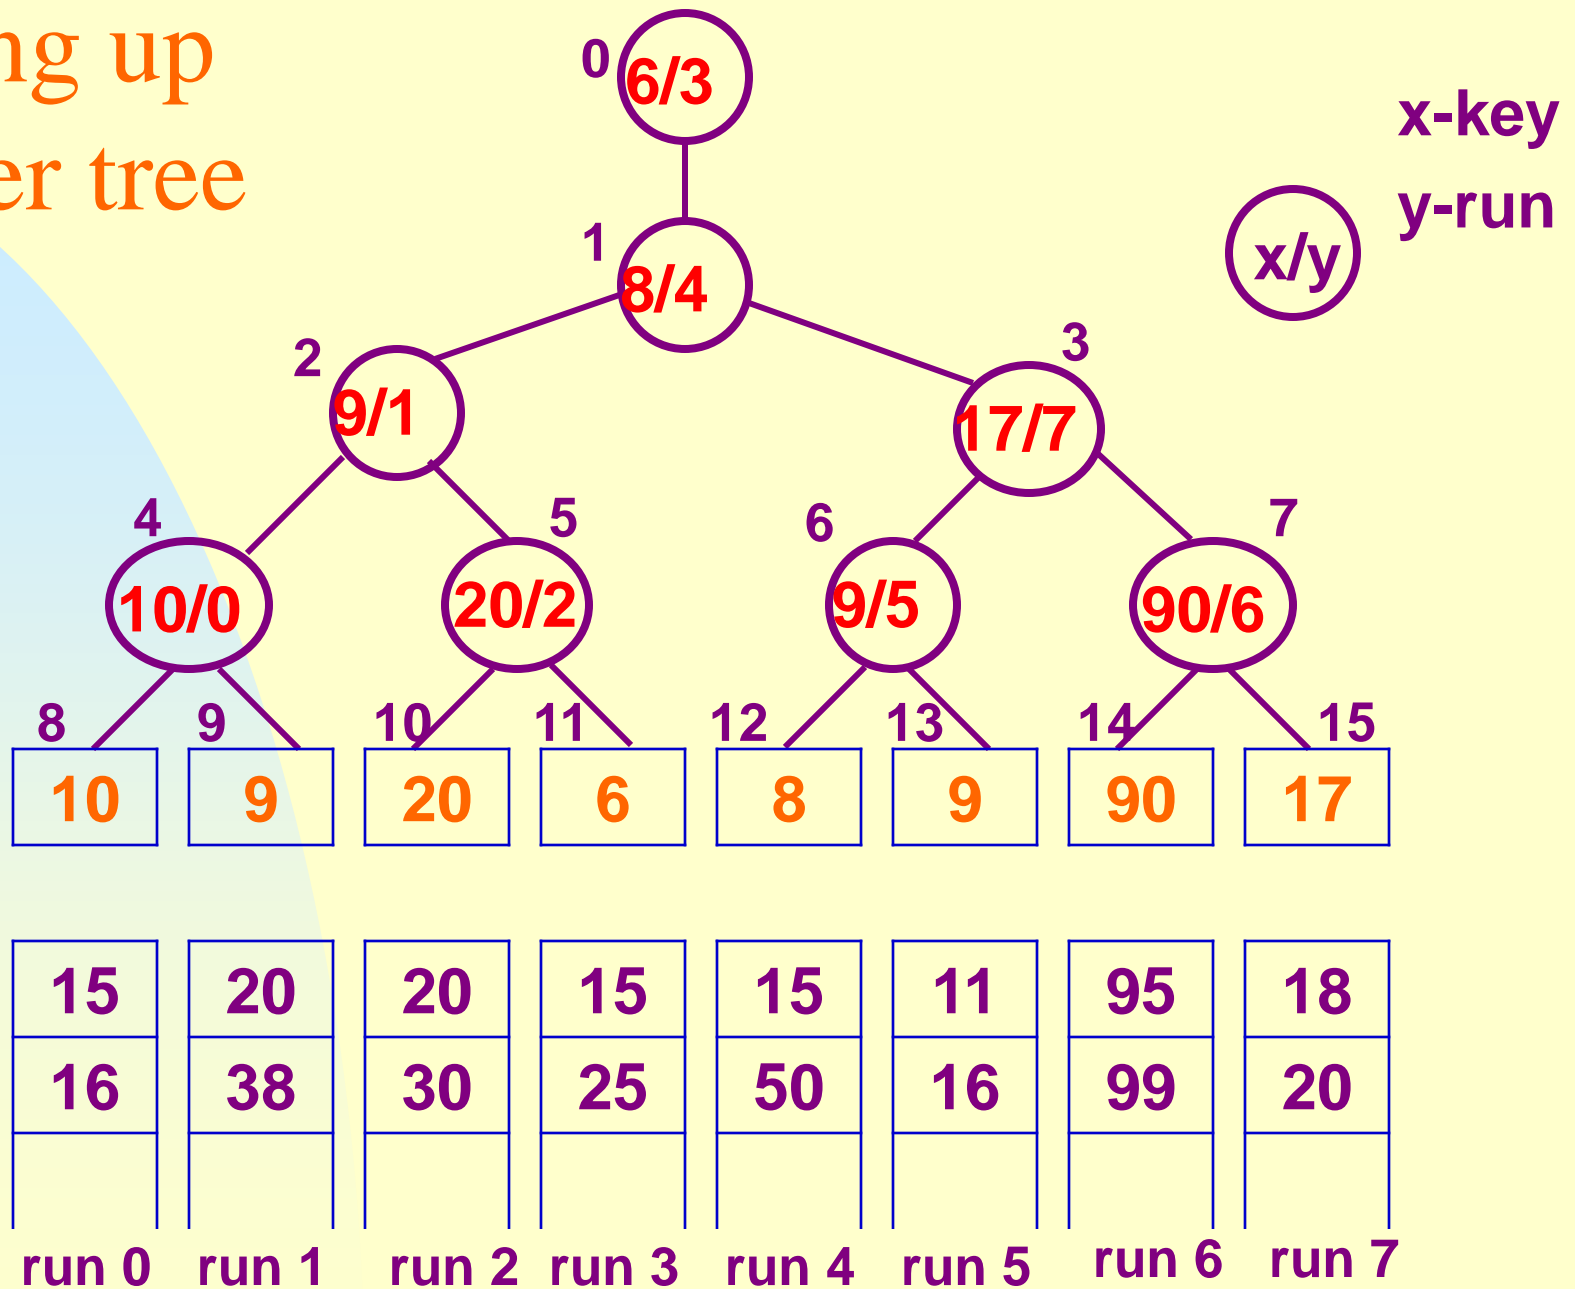 ng up
er tree
0
6/3
x-key
y-run
x/y
1
8/4
2
9/1
3
17/7
4 5 6 7
10/0 20/2 9/5 90/6
8 9 10 11 12 13 14 15
10 9 20 6 8 9 90 17
15 20 20 15 15 11 95 18
16 38 30 25 50 16 99 20
run 0 run 1 run 2 run 3 run 4 run 5 run 6 run 7